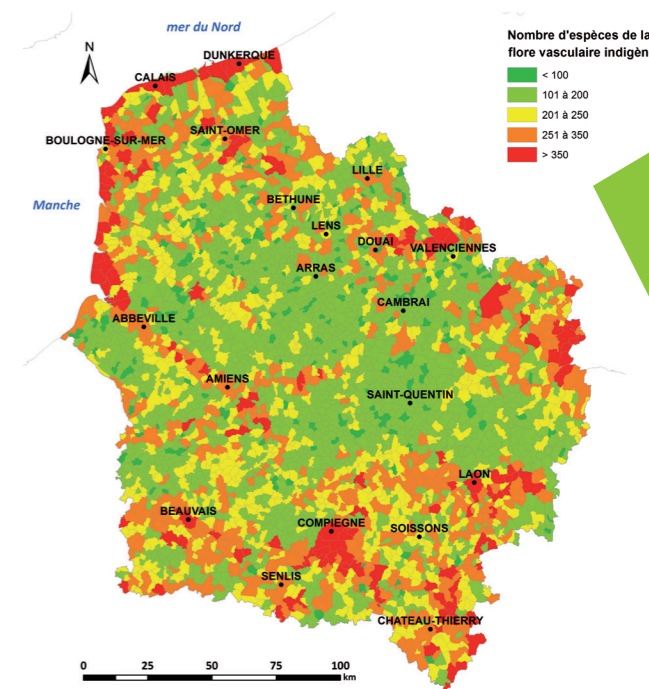 mer du Nord
N
DUNKERQUE
CALAIS
SAINT-OMER
BOULOGNE-SUR-MER
LILLE
Manche
BETHUNE
LENS
DOUAI
VALENCIENNES
ARRAS
CAMBRAI
ABBEVILLE
AMIENS
SAINT-QUENTIN
LAON
BEAUVAIS
COMPIEGNE
SOISSONS
SENLIS
CHATEAU-THIERRY
0 25 50 75 100
km
Nombre d'espèces de la
flore vasculaire indigèn
< 100
101 à 200
201 à 250
251 à 350
> 350